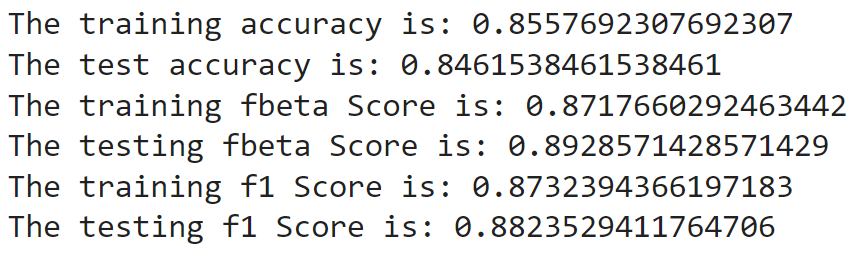 The training accuracy is: 0.8557692307692307
The test accuracy is: 0.8461538461538461
The training fbeta Score is: 0.8717660292463442
The testing fbeta Score is: 0.8928571428571429
The training f1 Score is: 0.8732394366197183
The testing f1 Score is: 0.8823529411764706